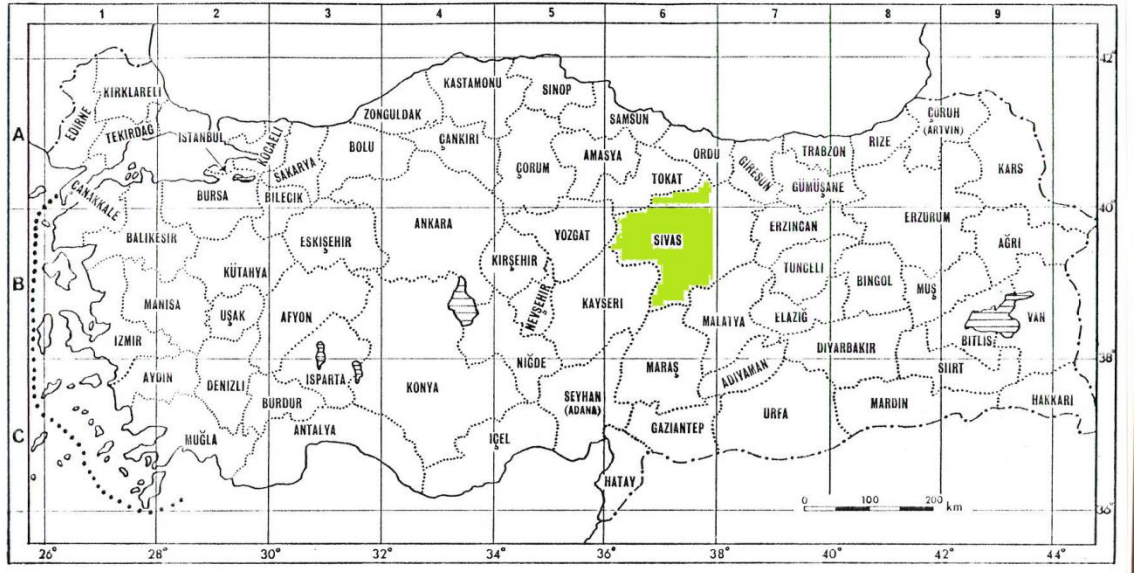 1 2 3 4 5 6 7 8 9
42°
KASTAMONU
SİNOP
KIRKLARELİ
EDİRNE
ZONGULDAK
SAMSUN
ÇORUH
(ARTVİN)
A
TEKİRDAĞ
İSTANBUL
KOCAELİ
BOLU
ÇANKIRI
AMASYA
ORDU
GİRESUN
TRABZON
RİZE
SAKARYA
ÇORUM
TOKAT
GÜMÜŞANE
KARS
ÇANAKKALE
BURSA
BİLECİK
40°
ANKARA
ERZURUM
BALIKESİR
ESKİŞEHİR
YOZGAT
SİVAS
ERZİNCAN
AĞRI
KIRŞEHİR
KÜTAHYA
TUNCELİ
B
BİNGOL
MUŞ
MANİSA
UŞAK
AFYON
NEVŞEHİR
KAYSERİ
MALATYA
ELAZIĞ
VAN
İZMİR
BİTLİS
DİYARBAKIR
38°
NİĞDE
SİİRT
AYDIN
DENİZLİ
ISPARTA
KONYA
MARAŞ
ADIYAMAN
BURDUR
SEYHAN
(ADANA)
URFA
MARDİN
HAKKARİ
C
MUĞLA
ANTALYA
İÇEL
GAZİANTEP
HATAY
0 100 200 km
36°
26° 28° 30° 32° 34° 36° 38° 40° 42° 44°